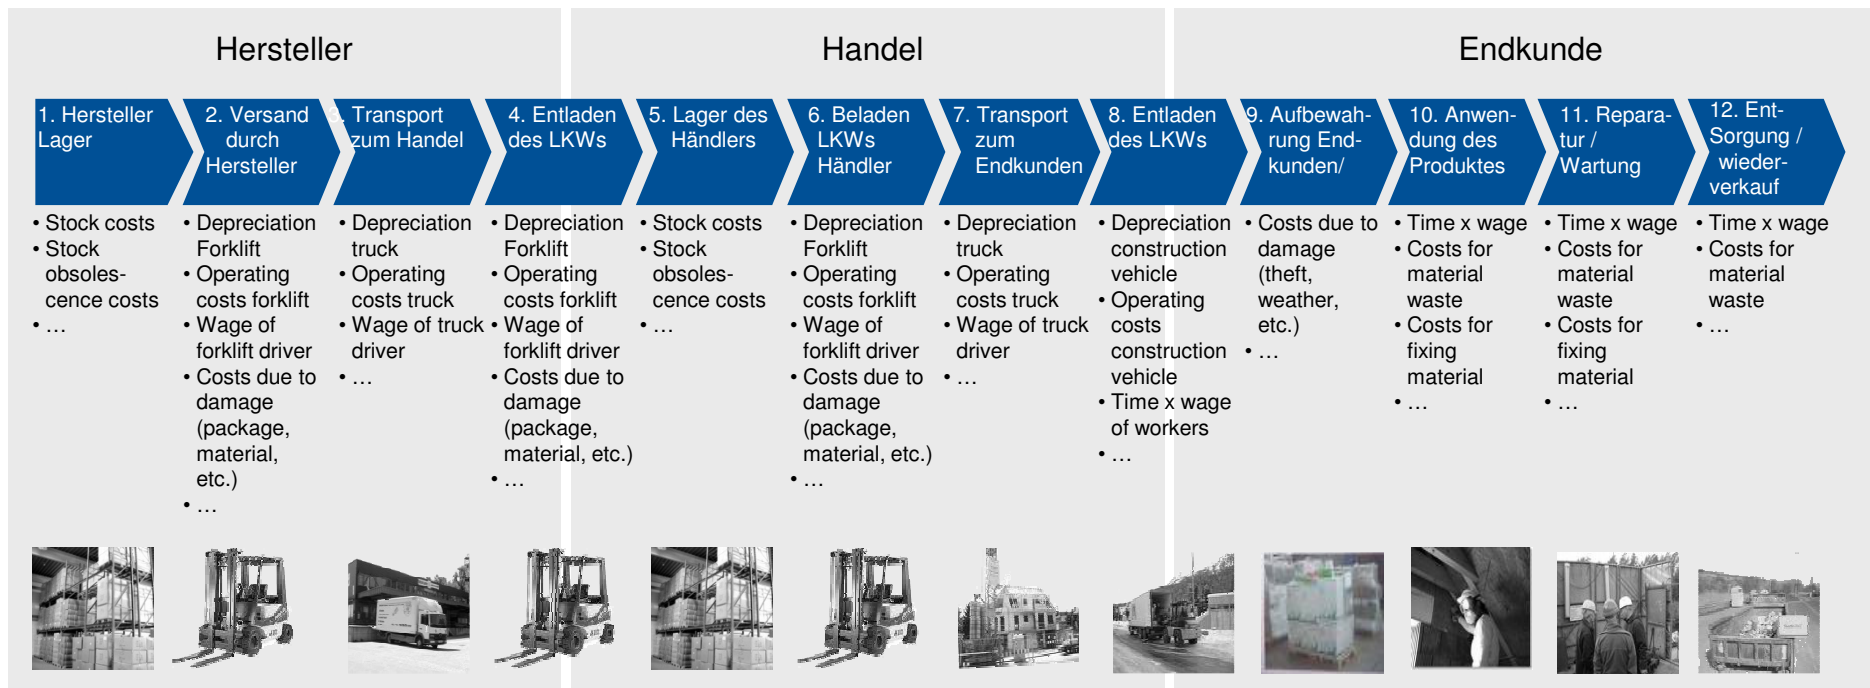 Hersteller
Handel
Endkunde
1. Hersteller
Lager
2. Versand
durch
Hersteller
3. Transport
zum Handel
4. Entladen
des LKWs
5. Lager des
Händlers
6. Beladen
LKWs
Händler
7. Transport
zum
Endkunden
8. Entladen
des LKWs
9. Aufbewah-
rung End-
kunden/
10. Anwen-
dung des
Produktes
11. Repara-
tur /
Wartung
12. Ent-
Sorgung /
wieder-
verkauf
• Stock costs
• Stock
obsoles-
cence costs
• …
• Depreciation
Forklift
• Operating
costs forklift
• Wage of
forklift driver
• Costs due to
damage
(package,
material,
etc.)
• …
• Depreciation
truck
• Operating
costs truck
• Wage of truck
driver
• …
• Depreciation
Forklift
• Operating
costs forklift
• Wage of
forklift driver
• Costs due to
damage
(package,
material, etc.)
• …
• Stock costs
• Stock
obsoles-
cence costs
• …
• Depreciation
Forklift
• Operating
costs forklift
• Wage of
forklift driver
• Costs due to
damage
(package,
material, etc.)
• …
• Depreciation
truck
• Operating
costs truck
• Wage of truck
driver
• …
• Depreciation
construction
vehicle
• Operating
costs
construction
vehicle
• Time x wage
of workers
• …
• Costs due to
damage
(theft,
weather,
etc.)
• …
• Time x wage
• Costs for
material
waste
• Costs for
fixing
material
• …
• Time x wage
• Costs for
material
waste
• Costs for
fixing
material
• …
• Time x wage
• Costs for
material
waste
• …